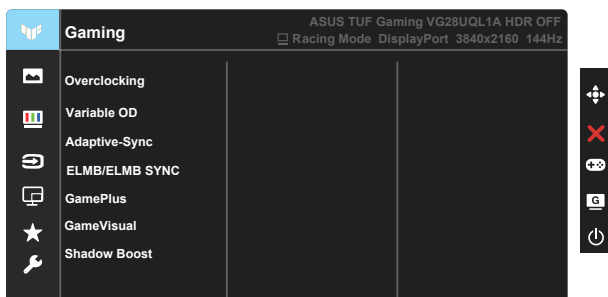 Gaming
ASUS TUF Gaming VG28UQL1A HDR OFF
Racing Mode DisplayPort 3840x2160 144Hz
Overclocking
Variable OD
Adaptive-Sync
ELMB/ELMB SYNC
GamePlus
GameVisual
Shadow Boost
G